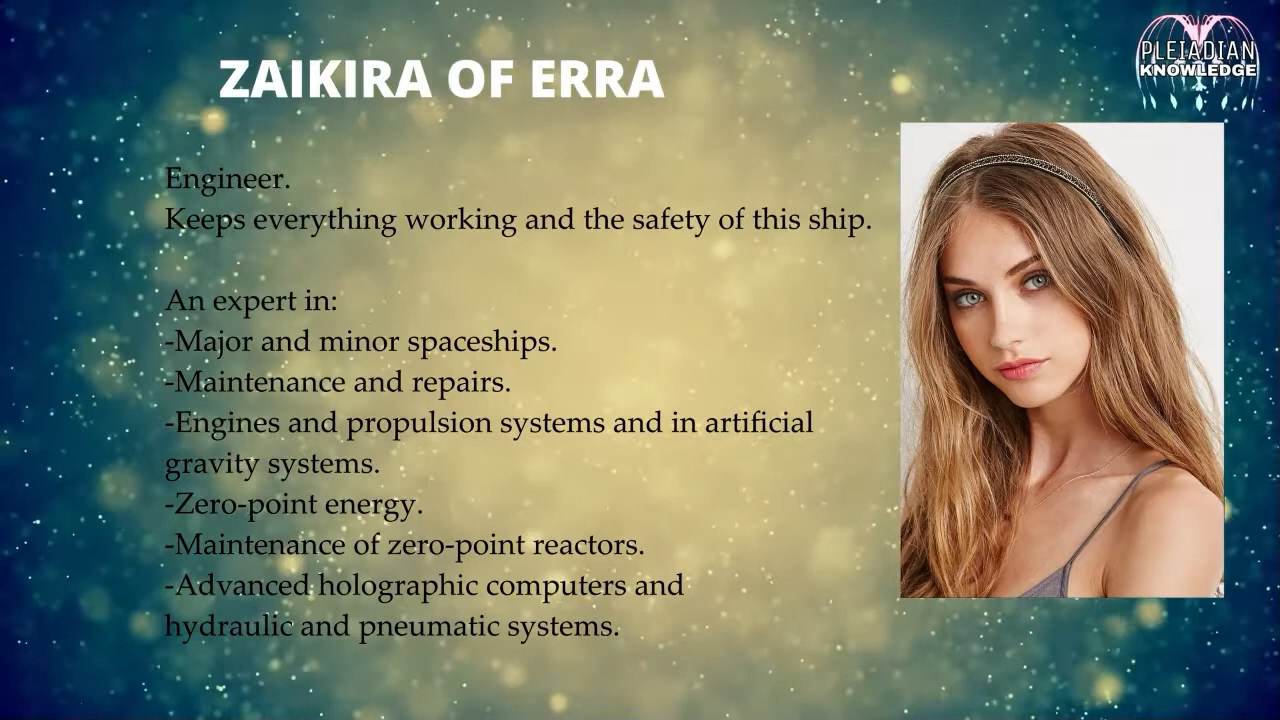 ZAIKIRA OF ERRA
PLEIADIAN
KNOWLEDGE
Engineer.
Keeps everything working and the safety of this ship.
An expert in:
-Major and minor spaceships.
-Maintenance and repairs.
-Engines and propulsion systems and in artificial
gravity systems.
-Zero-point energy.
-Maintenance of zero-point reactors.
-Advanced holographic computers and
hydraulic and pneumatic systems.